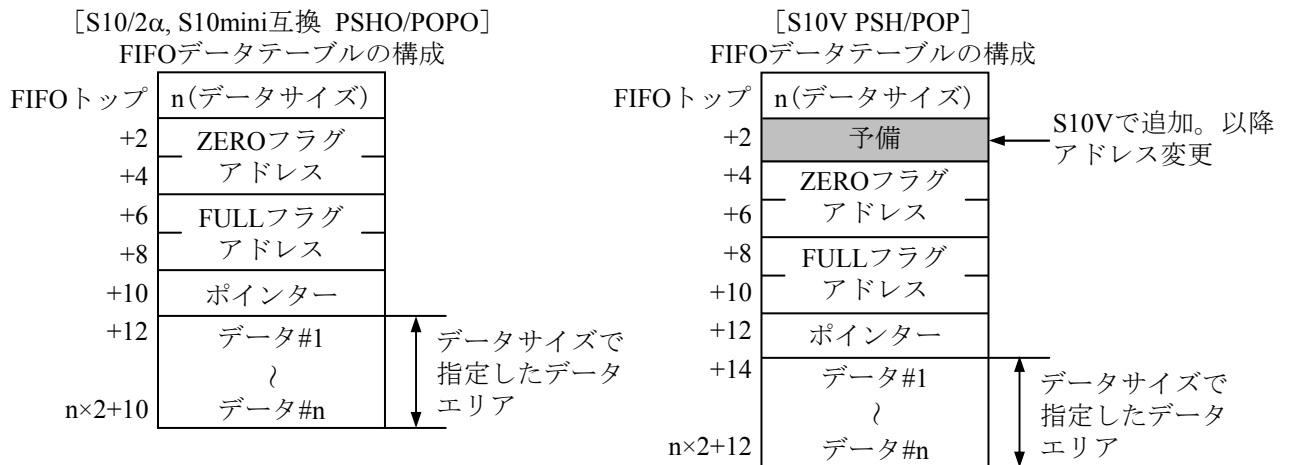 ［S10/2α, S10mini互換 PSHO/POPO］
FIFOデータテーブルの構成
FIFOトップ n(データサイズ)
+2 ZEROフラグ
+4 アドレス
+6 FULLフラグ
+8 アドレス
+10 ポインター
+12 データ#1
～
n×2+10 データ#n
データサイズで
指定したデータ
エリア
［S10V PSH/POP］
FIFOデータテーブルの構成
FIFOトップ n(データサイズ)
+2 予備
S10Vで追加。以降
アドレス変更
+4 ZEROフラグ
+6 アドレス
+8 FULLフラグ
+10 アドレス
+12 ポインター
+14 データ#1
～
n×2+12 データ#n
データサイズで
指定したデータ
エリア